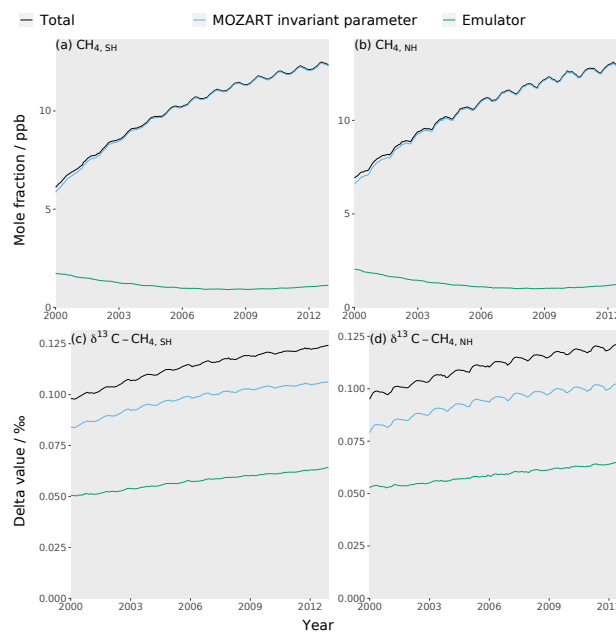 Total MOZART invariant parameter Emulator
(a) CH4, SH
(b) CH4, NH
Mole fraction / ppb
10
5
0
10
5
0
2000 2003 2006 2009 2012
2000 2003 2006 2009 2012
(c) δ13 C−CH4, SH
(d) δ13 C−CH4, NH
Delta value / ‰
0.125
0.100
0.075
0.050
0.025
0.000
0.125
0.100
0.075
0.050
0.025
0.000
2000 2003 2006 2009 2012
2000 2003 2006 2009 2012
Year